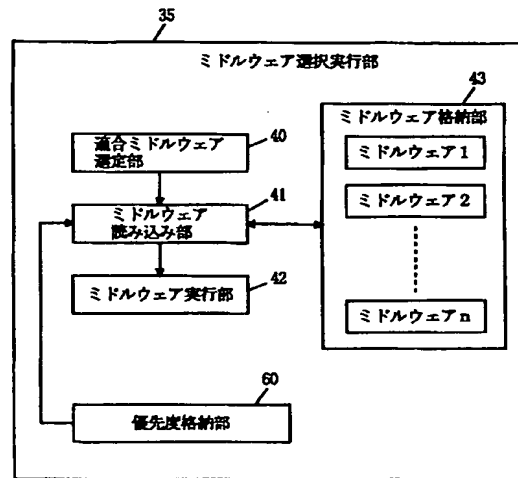 35
ミドルウェア選択実行部
43
ミドルウェア格納部
ミドルウェア1
ミドルウェア2
ミドルウェアn
40
適合ミドルウェア
選定部
41
ミドルウェア
読み込み部
42
ミドルウェア実行部
60
優先度格納部